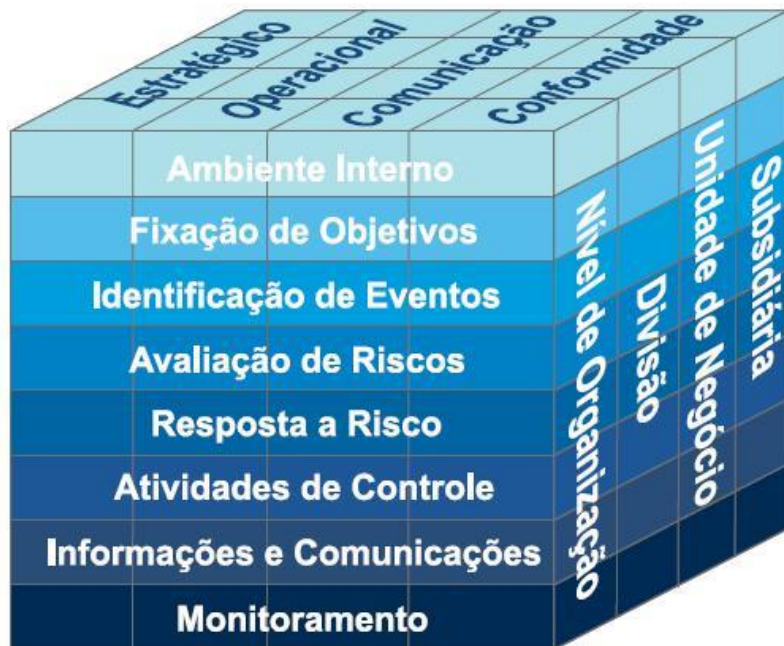 Estratégico
Operacional
Comunicação
Conformidade
Ambiente Interno
Fixação de Objetivos
Identificação de Eventos
Avaliação de Riscos
Resposta a Risco
Atividades de Controle
Informações e Comunicações
Monitoramento
Nível de Organização
Divisão
Unidade de Negócio
Subsidiária